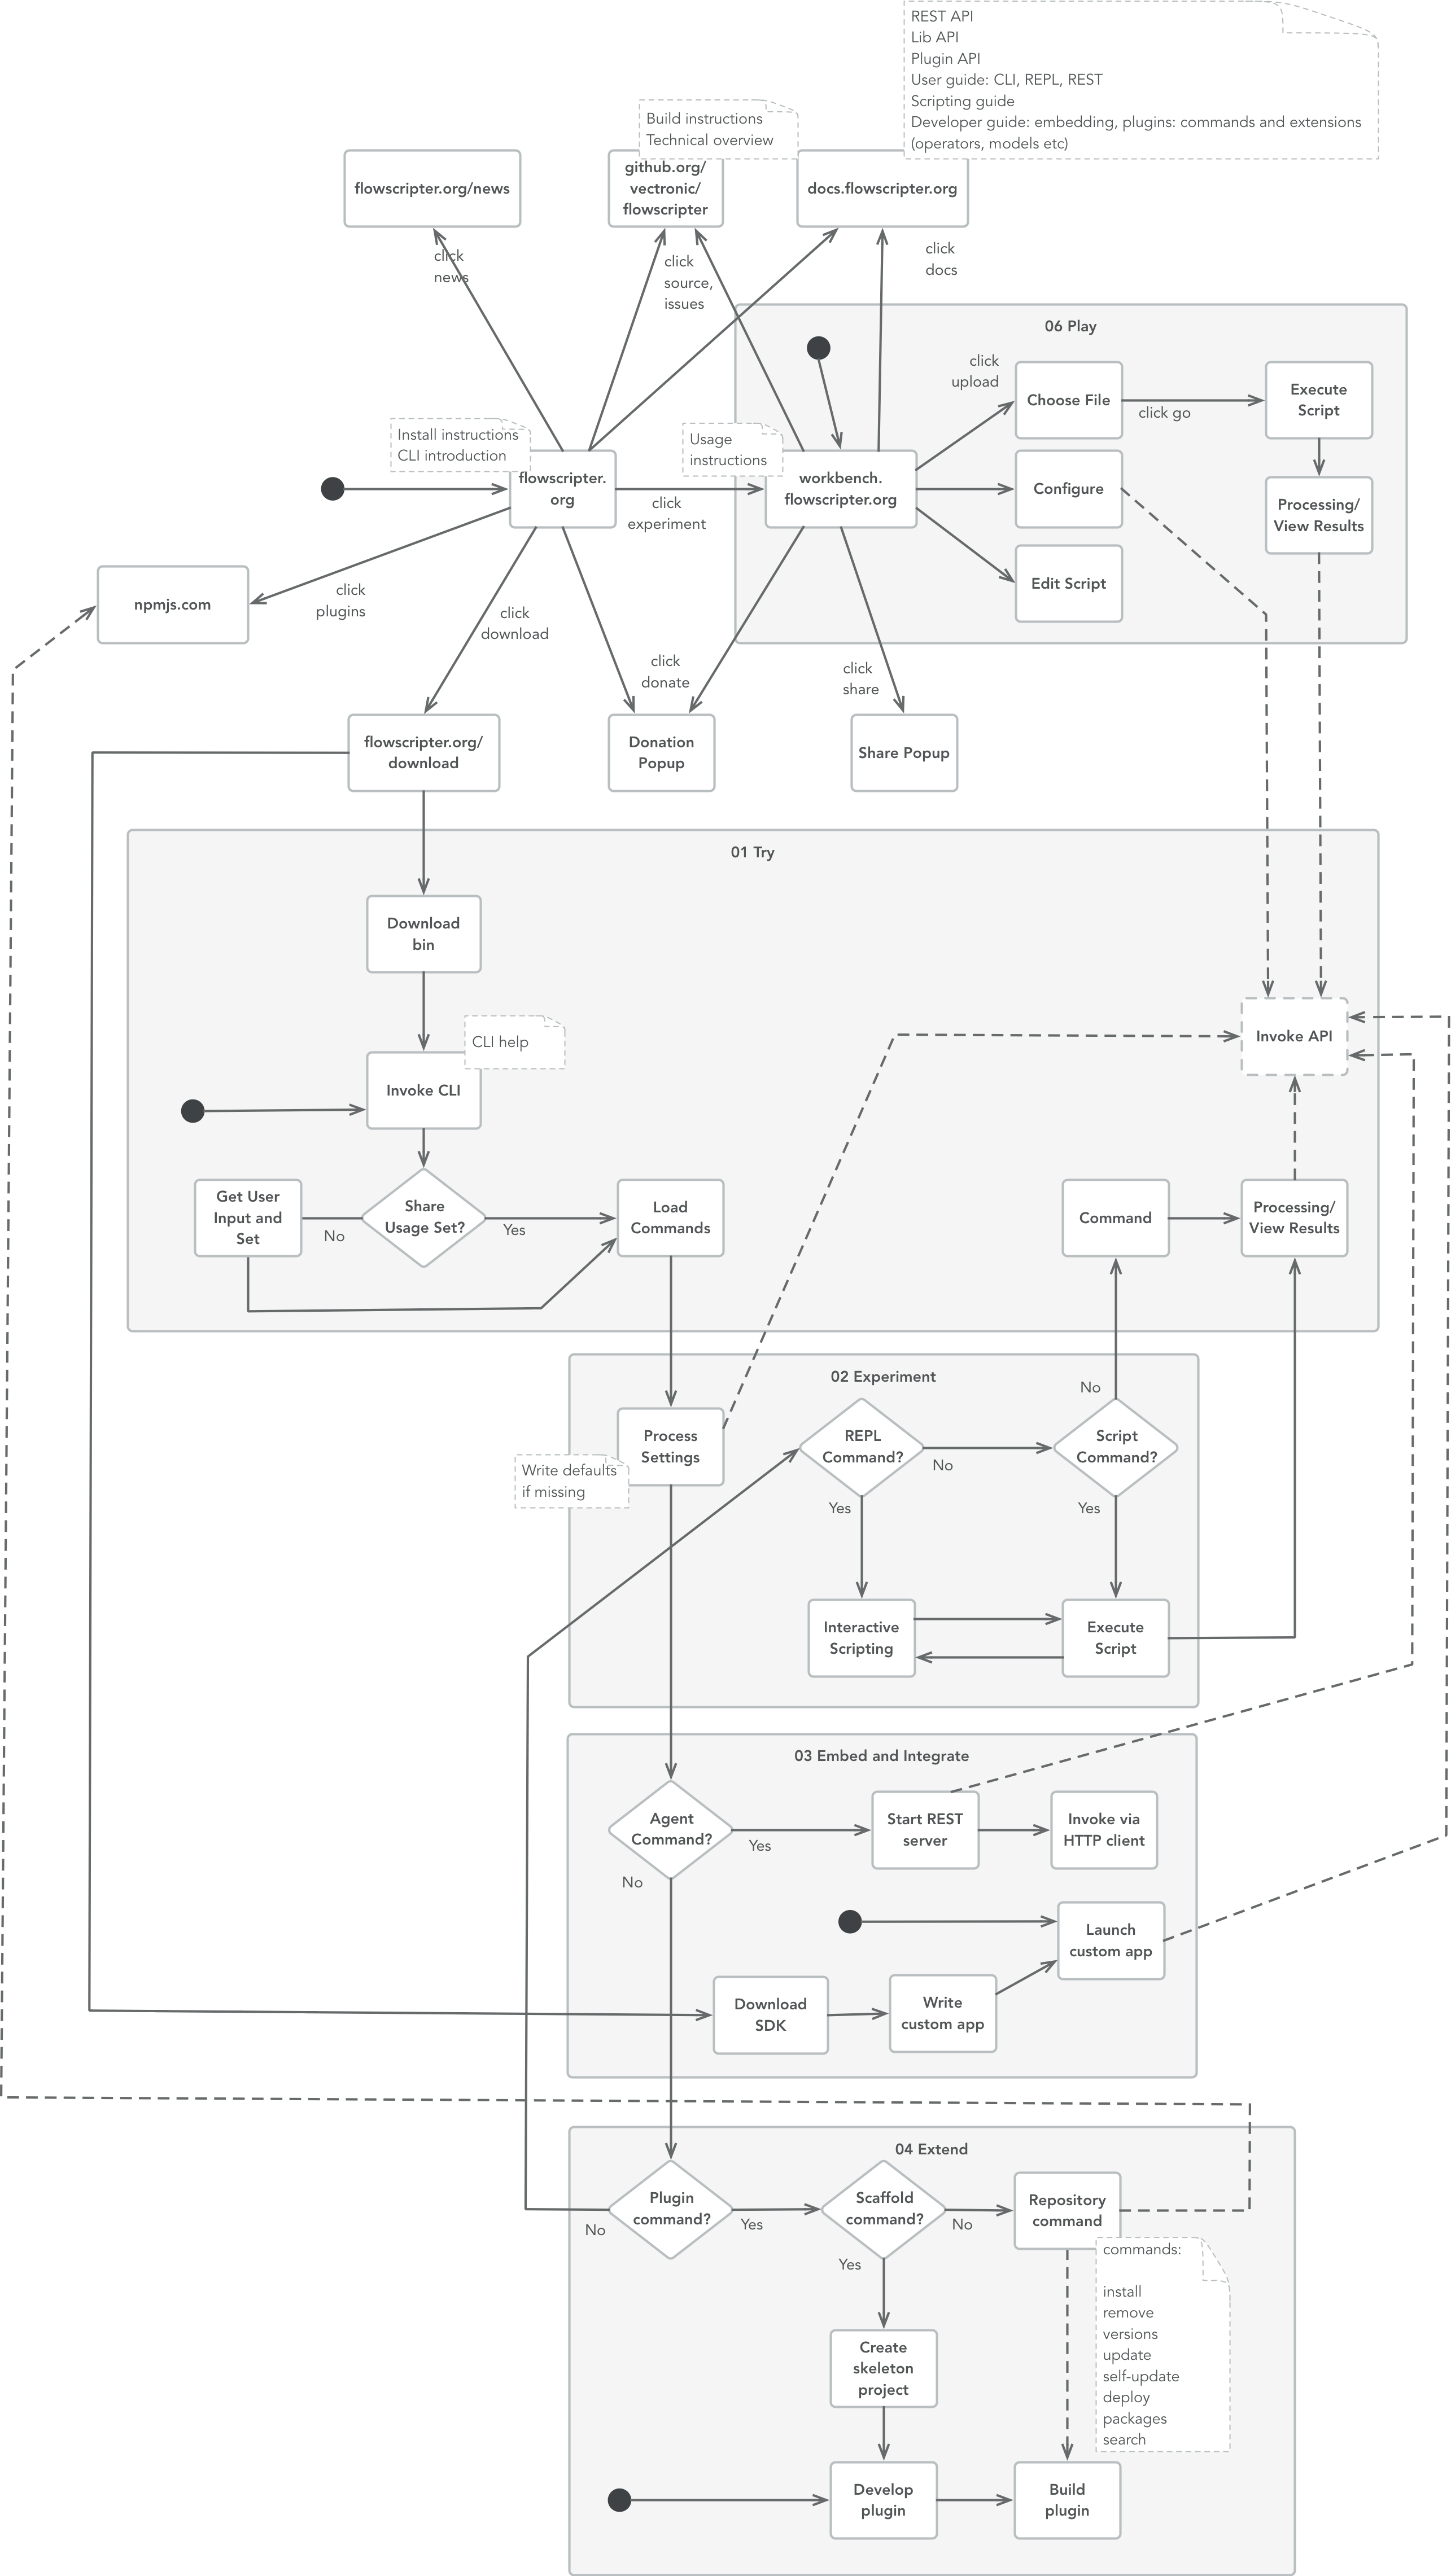 REST API
Lib API
Plugin API
User guide: CLI, REPL, REST
Scripting guide
Developer guide: embedding, plugins: commands and extensions
(operators, models etc)
Build instructions
Technical overview
flowscripter.org/news
github.org/
vectronic/
flowscripter
docs.flowscripter.org
click
news
click
source,
issues
click
docs
06 Play
click
upload
Choose File
click go
Execute
Script
Install instructions
CLI introduction
Usage
instructions
flowscripter.
org
click
experiment
workbench.
flowscripter.org
Configure
Processing/
View Results
Edit Script
npmjs.com
click
plugins
click
download
click
donate
click
share
flowscripter.org/
download
Donation
Popup
Share Popup
01 Try
Download
bin
CLI help
Invoke CLI
Invoke API
Get User
Input and
Set
No
Share
Usage Set?
Yes
Load
Commands
Command
Processing/
View Results
02 Experiment
No
Process
Settings
Write defaults
if missing
REPL
Command?
No
Script
Command?
Yes
Yes
Interactive
Scripting
Execute
Script
03 Embed and Integrate
Agent
Command?
Yes
No
Start REST
server
Invoke via
HTTP client
Launch
custom app
Download
SDK
Write
custom app
04 Extend
Plugin
command?
No
Yes
Scaffold
command?
No
Yes
Repository
command
commands:
install
remove
versions
update
self-update
deploy
packages
search
Create
skeleton
project
Develop
plugin
Build
plugin